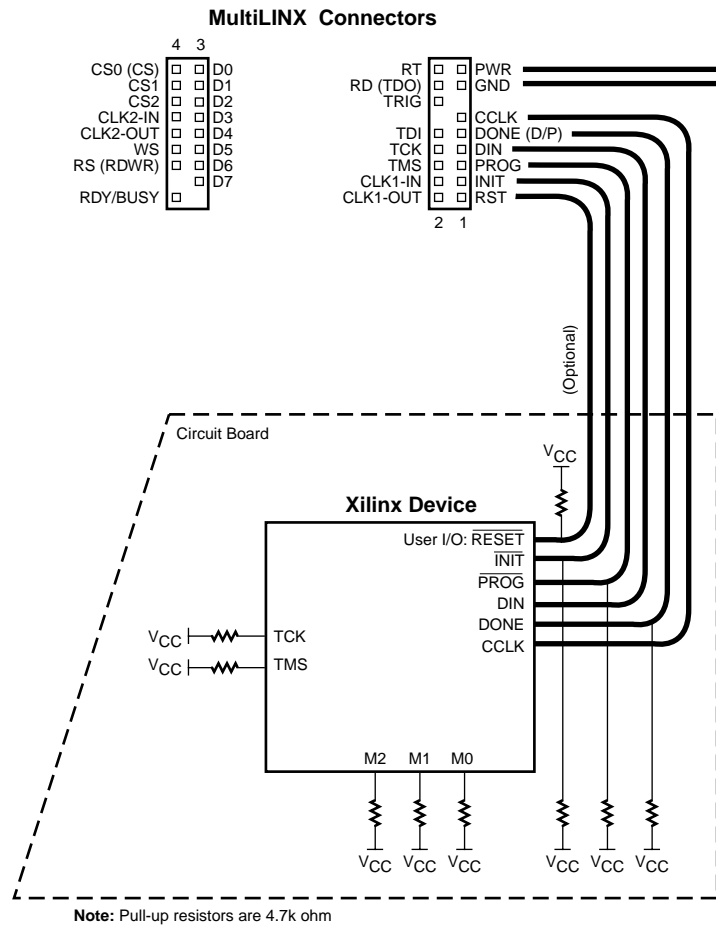 MultiLINX Connectors
4 3
CS0 (CS) D0
CS1 D1
CS2 D2
CLK2-IN D3
CLK2-OUT D4
WS D5
RS (RDWR) D6
D7
RDY/BUSY
RT PWR
RD (TDO) GND
TRIG
CCLK
TDI DONE (D/P)
TCK DIN
TMS PROG
CLK1-IN INIT
CLK1-OUT RST
2 1
(Optional)
Circuit Board
VCC
Xilinx Device
User I/O: RESET
INIT
PROG
DIN
DONE
CCLK
VCC TCK
VCC TMS
M2 M1 M0
VCC VCC VCC VCC VCC VCC
Note: Pull-up resistors are 4.7k ohm